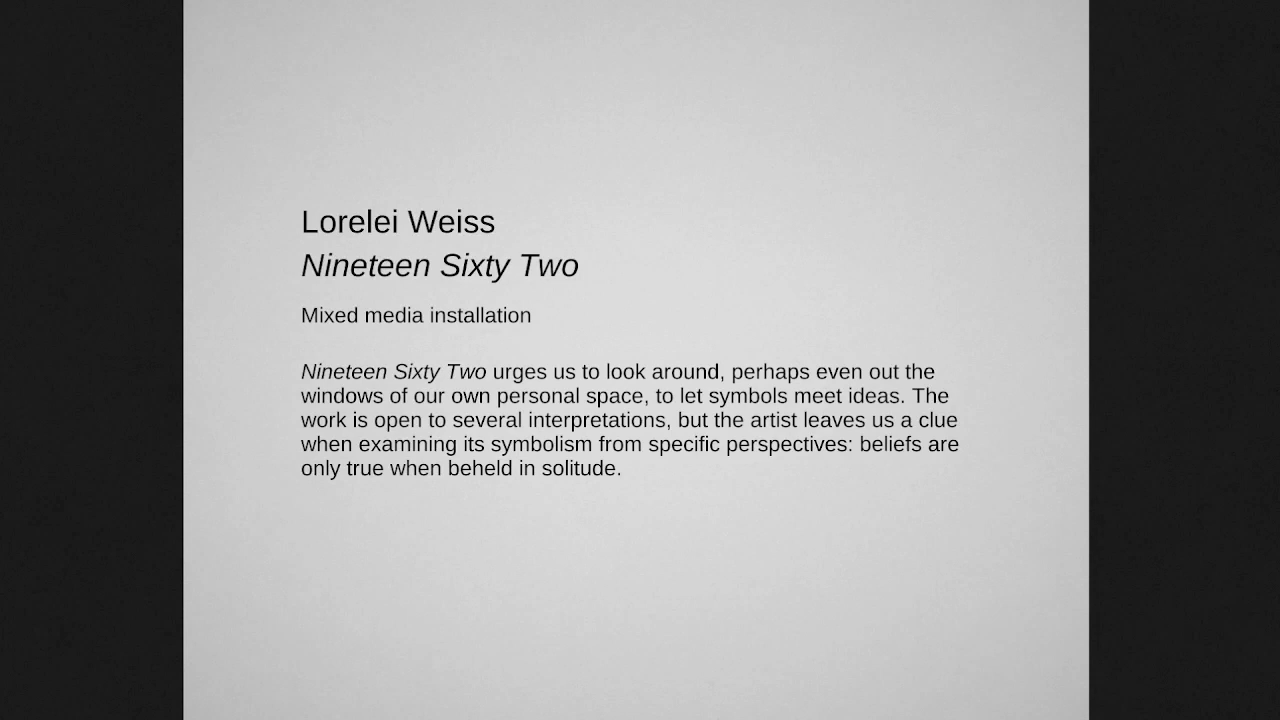 Lorelei Weiss
Nineteen Sixty Two
Mixed media installation
Nineteen Sixty Two urges us to look around, perhaps even out the
windows of our own personal space, to let symbols meet ideas. The
work is open to several interpretations, but the artist leaves us a clue
when examining its symbolism from specific perspectives: beliefs are
only true when beheld in solitude.